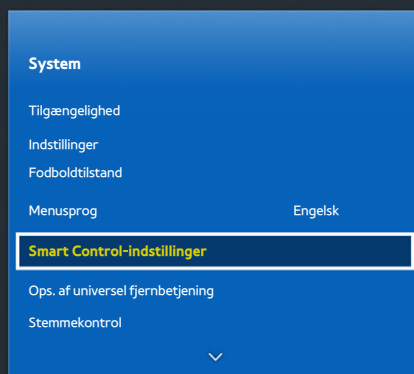 System
Tilgængelighed
Indstillinger
Fodboldtilstand
Menusprog Engelsk
Smart Control-indstillinger
Ops. af universel fjernbetjening
Stemmekontrol